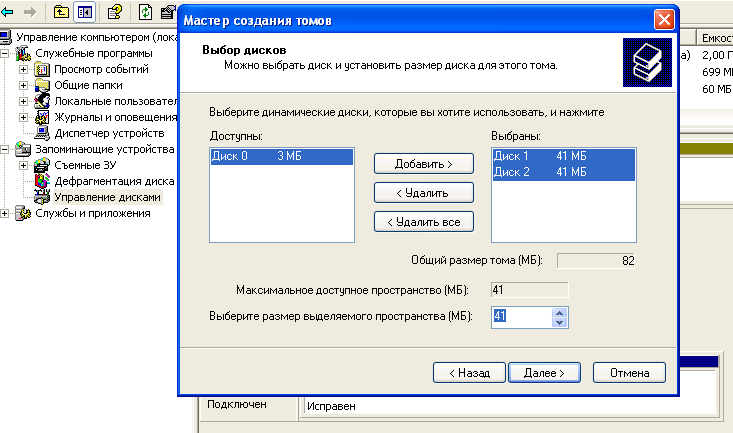 Мастер создания томов
Выбор дисков
Можно выбрать диск и установить размер диска для этого тома.
Выберите динамические диски, которые вы хотите использовать, и нажмите
Доступны:
Диск 0 3 МБ
Добавить >
< Удалить
< Удалить все
Выбраны:
Диск 1 41 МБ
Диск 2 41 МБ
Общий размер тома (МБ): 82
Максимальное доступное пространство (МБ): 41
Выберите размер выделяемого пространства (МБ): 41
< Назад
Далее >
Отмена
Управление компьютером (лока
Служебные программы
Просмотр событий
Общие папки
Локальные пользовател
Журналы и оповещения
Диспетчер устройств
Запоминающие устройства
Съемные ЗУ
Дефрагментация диска
Управление дисками
Службы и приложения
Емкост
а) 2,00 Г
699 М
60 МБ
Подключен
Исправен